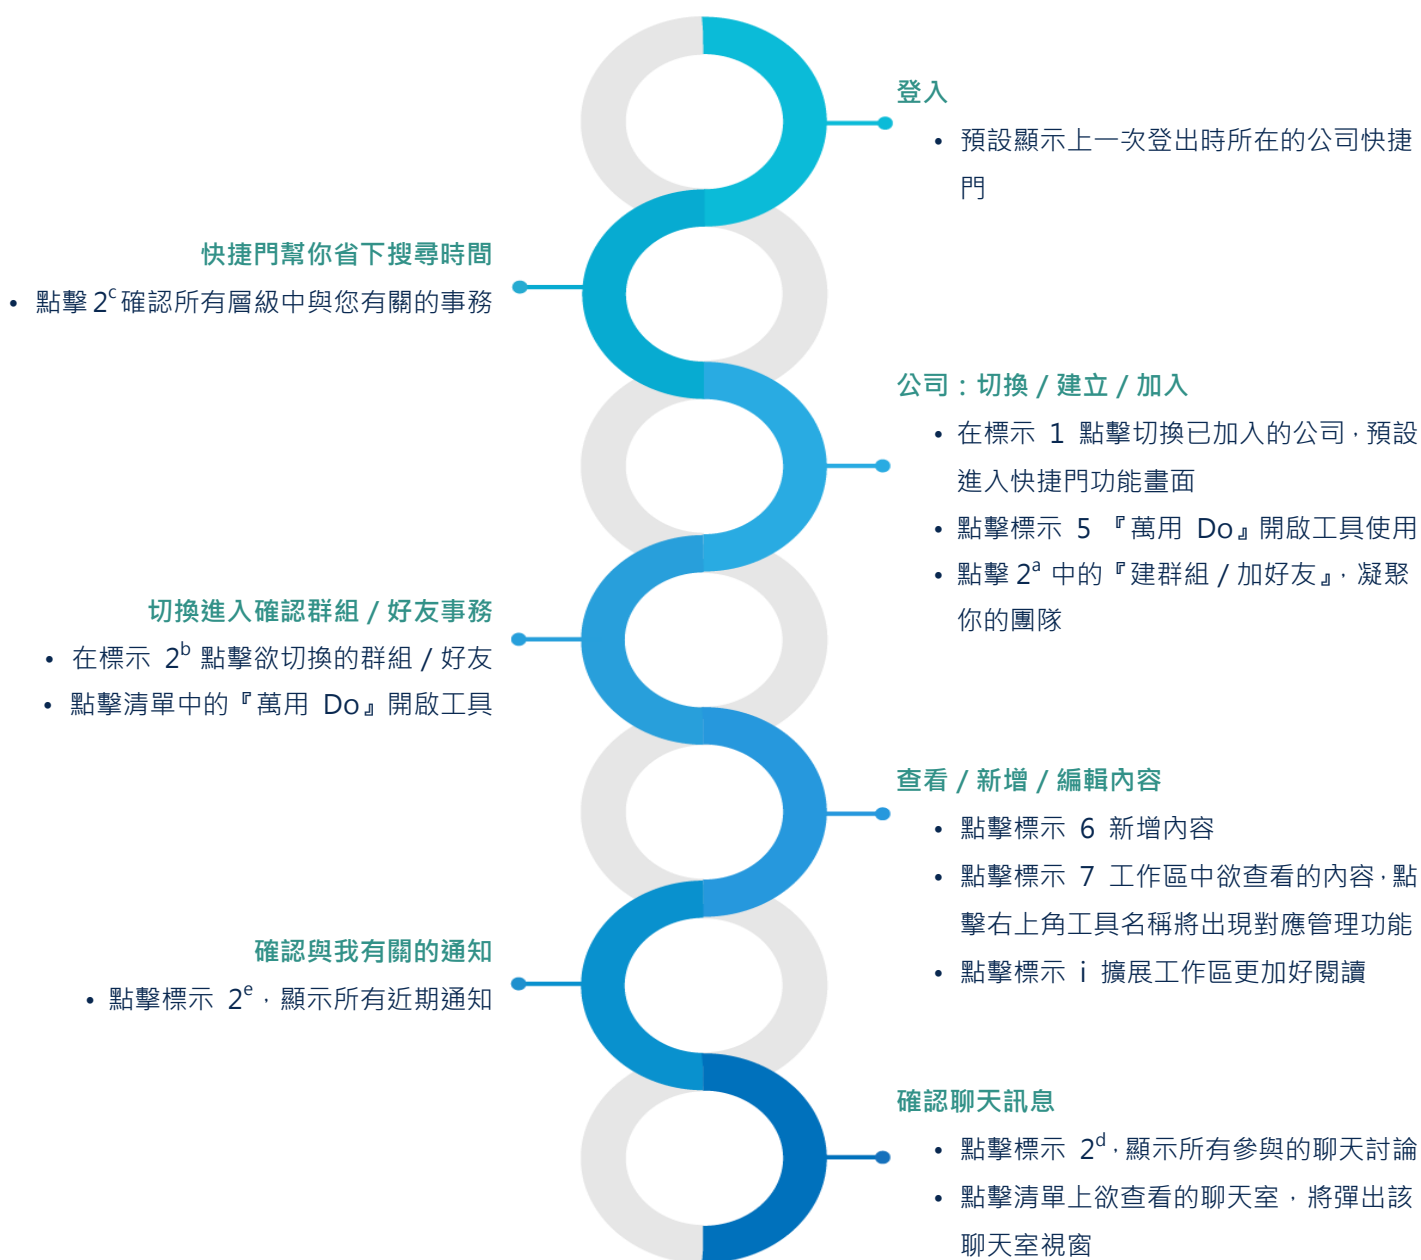 登入
• 預設顯示上一次登出時所在的公司快捷
門
快捷門幫你省下搜尋時間
• 點擊 2c 確認所有層級中與您有關的事務
公司：切換 / 建立 / 加入
• 在標示 1 點擊切換已加入的公司，預設
進入快捷門功能畫面
• 點擊標示 5 『萬用 Do』開啟工具使用
• 點擊 2a 中的『建群組 / 加好友』，凝聚
你的團隊
切換進入確認群組 / 好友事務
• 在標示 2b 點擊欲切換的群組 / 好友
• 點擊清單中的『萬用 Do』開啟工具
查看 / 新增 / 編輯內容
• 點擊標示 6 新增內容
• 點擊標示 7 工作區中欲查看的內容，點
擊右上角工具名稱將出現對應管理功能
• 點擊標示 i 擴展工作區更加好閱讀
確認與我有關的通知
• 點擊標示 2e，顯示所有近期通知
確認聊天訊息
• 點擊標示 2d，顯示所有參與的聊天討論
• 點擊清單上欲查看的聊天室，將彈出該
聊天室視窗